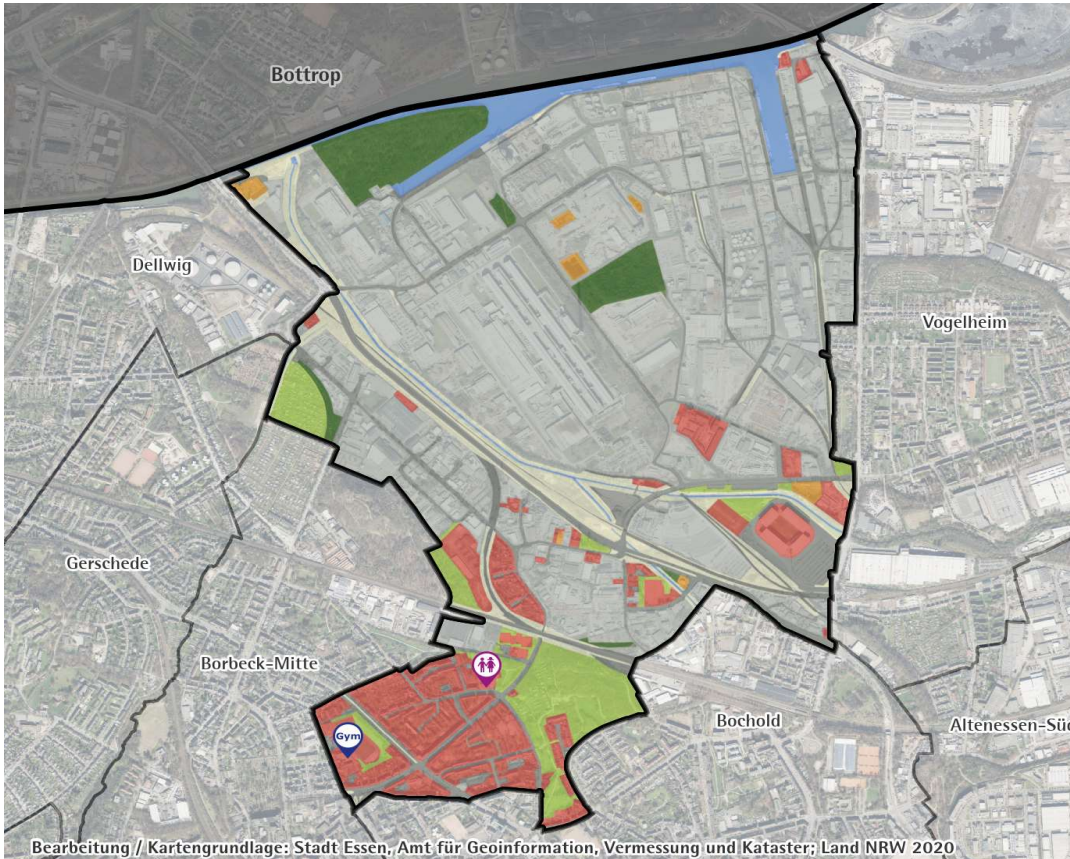 Bottrop
Dellwig
Vogelheim
Gerschede
Borbeck-Mitte
Gym
Bochold
Altenessen-Süd
Bearbeitung / Kartengrundlage: Stadt Essen, Amt für Geoinformation, Vermessung und Kataster; Land NRW 2020